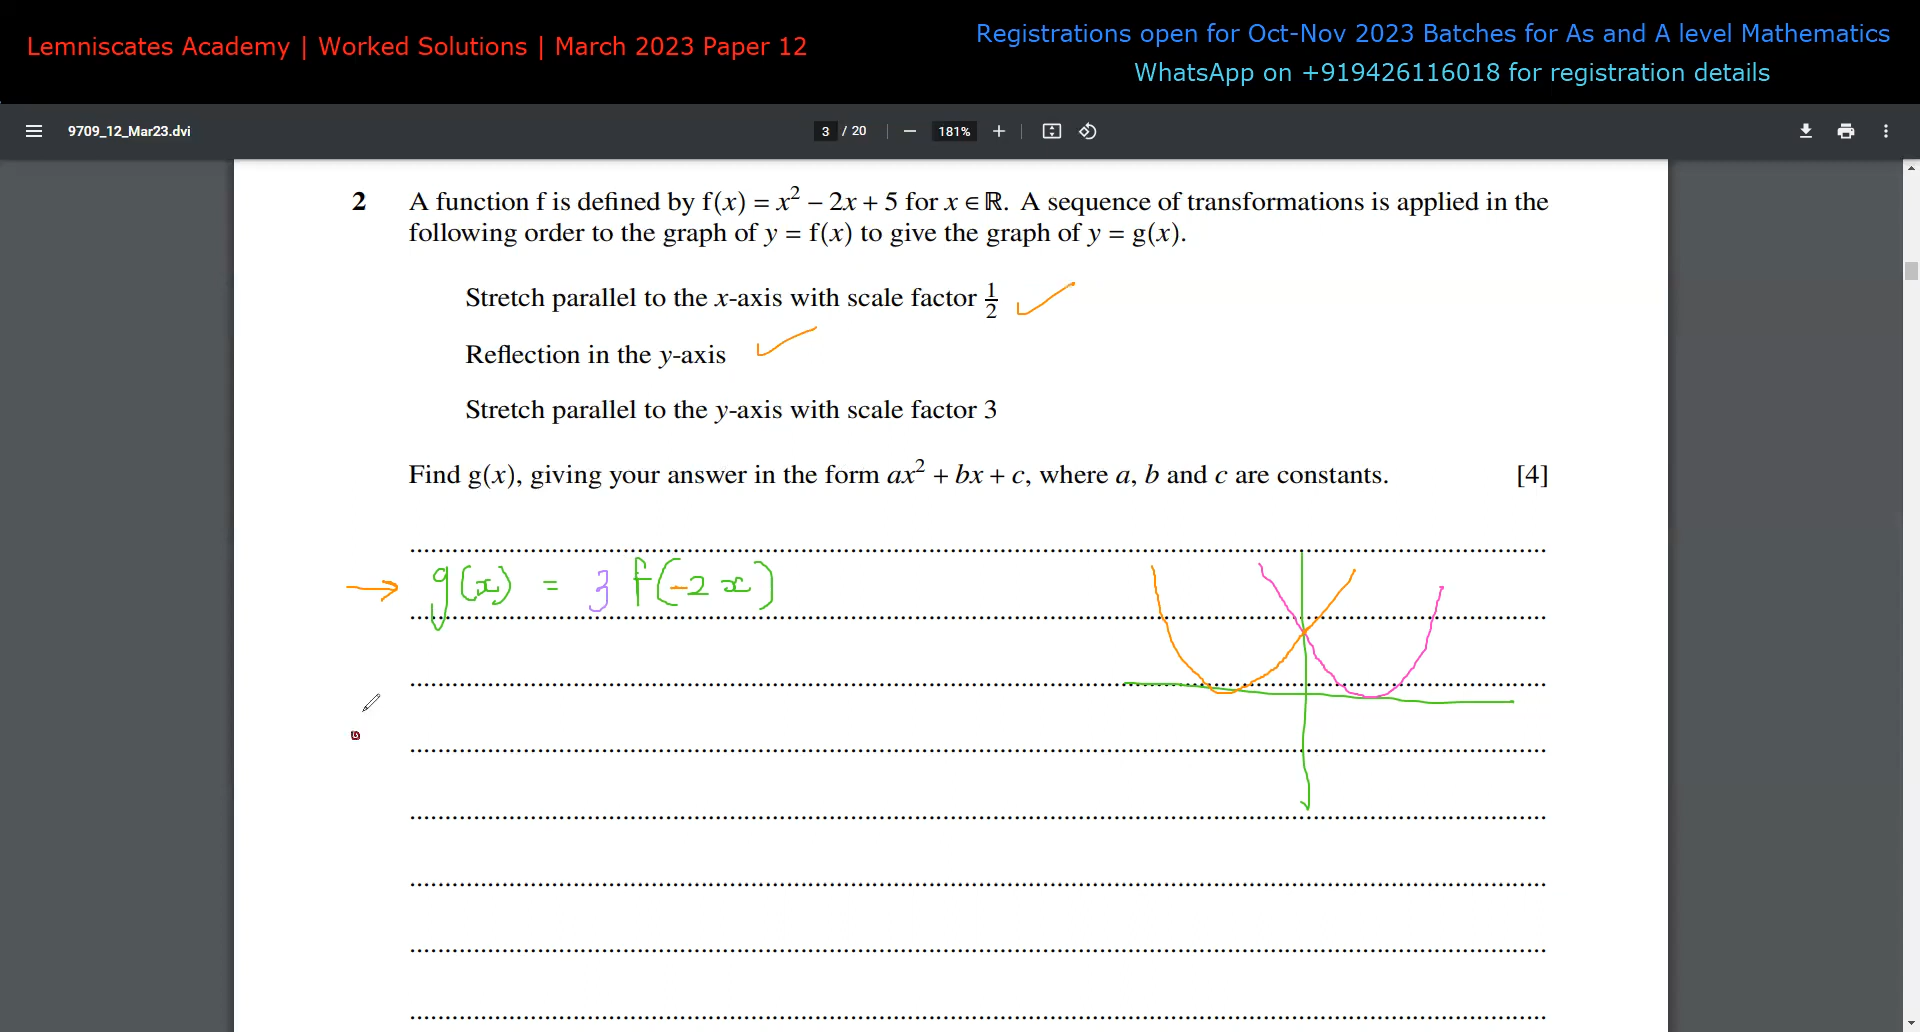 Lemniscates Academy | Worked Solutions | March 2023 Paper 12
Registrations open for Oct-Nov 2023 Batches for As and A level Mathematics
WhatsApp on +919426116018 for registration details
9709_12_Mar23.dvi
3 / 20
181%
2 A function f is defined by f(x) = x² − 2x + 5 for x ∈ ℝ. A sequence of transformations is applied in the
following order to the graph of y = f(x) to give the graph of y = g(x).
Stretch parallel to the x-axis with scale factor 1/2
Reflection in the y-axis
Stretch parallel to the y-axis with scale factor 3
Find g(x), giving your answer in the form ax² + bx + c, where a, b and c are constants. [4]
g(x) = 3 f(-2x)